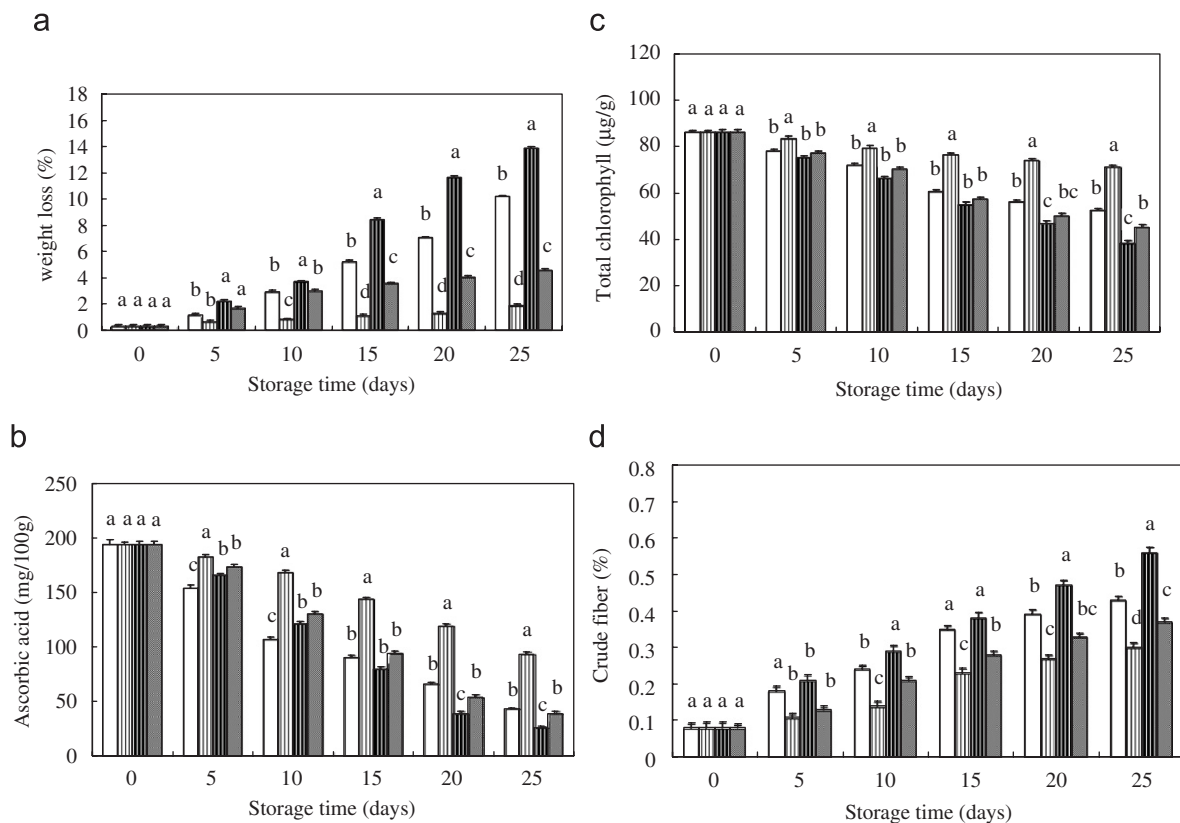 a
weight loss (%)
18
16
14
12
10
8
6
4
2
0
a a a a
b b a a
b c a b
b d a c
b d a c
b d a c
0 5 10 15 20 25
Storage time (days)
c
Total chlorophyll (µg/g)
120
100
80
60
40
20
0
a a a a
b a b b
b a b b
b a b b
b a c bc
b a c b
0 5 10 15 20 25
Storage time (days)
b
Ascorbic acid (mg/100g)
250
200
150
100
50
0
a a a a
c a b b
c a b b
b a b b
b a c b
b a c b
0 5 10 15 20 25
Storage time (days)
d
Crude fiber (%)
0.8
0.7
0.6
0.5
0.4
0.3
0.2
0.1
0
a a a a
a b b b
b c a b
a c a b
b c a bc
b d a c
0 5 10 15 20 25
Storage time (days)